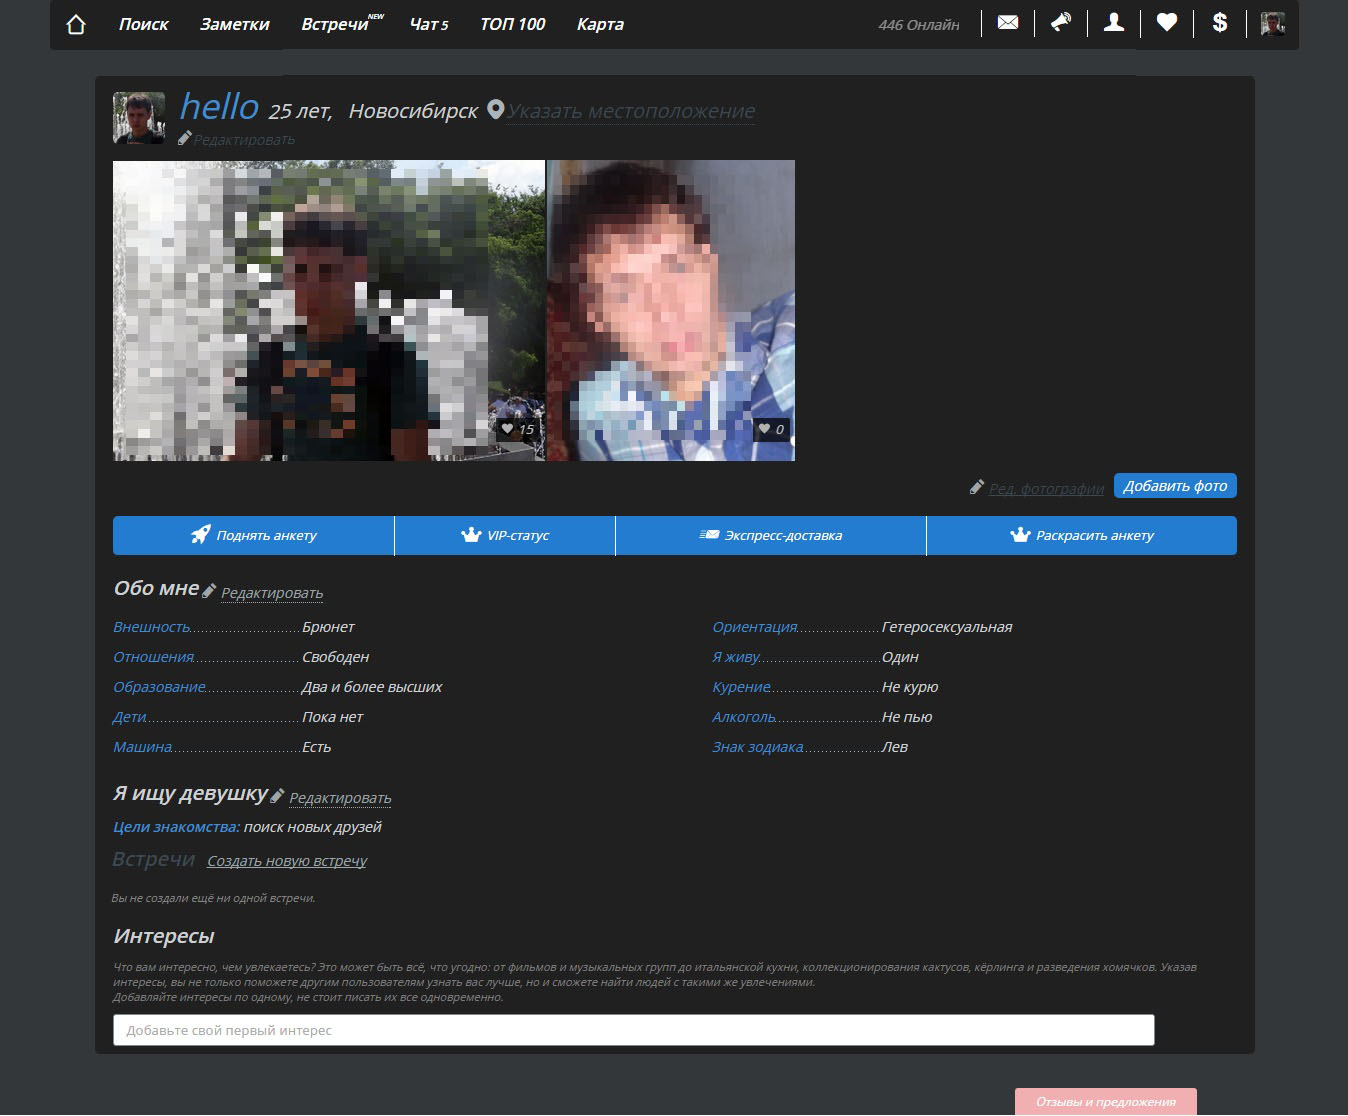 Поиск Заметки Встречи NEW Чат 5 ТОП 100 Карта 446 Онлайн
hello 25 лет, Новосибирск Указать местоположение
Редактировать
15 0
Ред. фотографии Добавить фото
Поднять анкету VIP-статус Экспресс-доставка Раскрасить анкету
Обо мне Редактировать
Внешность Брюнет Ориентация Гетеросексуальная
Отношения Свободен Я живу Один
Образование Два и более высших Курение Не курю
Дети Пока нет Алкоголь Не пью
Машина Есть Знак зодиака Лев
Я ищу девушку Редактировать
Цели знакомства: поиск новых друзей
Встречи Создать новую встречу
Вы не создали ещё ни одной встречи.
Интересы
Что вам интересно, чем увлекаетесь? Это может быть всё, что угодно: от фильмов и музыкальных групп до итальянской кухни, коллекционирования кактусов, кёрлинга и разведения хомячков. Указав
интересы, вы не только поможете другим пользователям узнать вас лучше, но и сможете найти людей с такими же увлечениями.
Добавляйте интересы по одному, не стоит писать их все одновременно.
Добавьте свой первый интерес
Отзывы и предложения